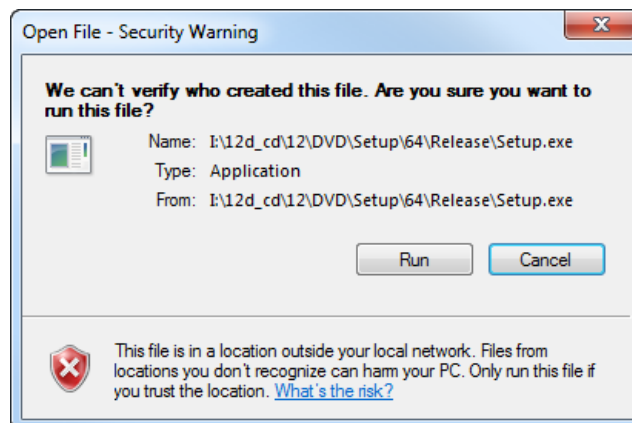 Open File - Security Warning
We can't verify who created this file. Are you sure you want to
run this file?
Name: I:\12d_cd\12\DVD\Setup\64\Release\Setup.exe
Type: Application
From: I:\12d_cd\12\DVD\Setup\64\Release\Setup.exe
Run Cancel
This file is in a location outside your local network. Files from
locations you don't recognize can harm your PC. Only run this file if
you trust the location. What's the risk?